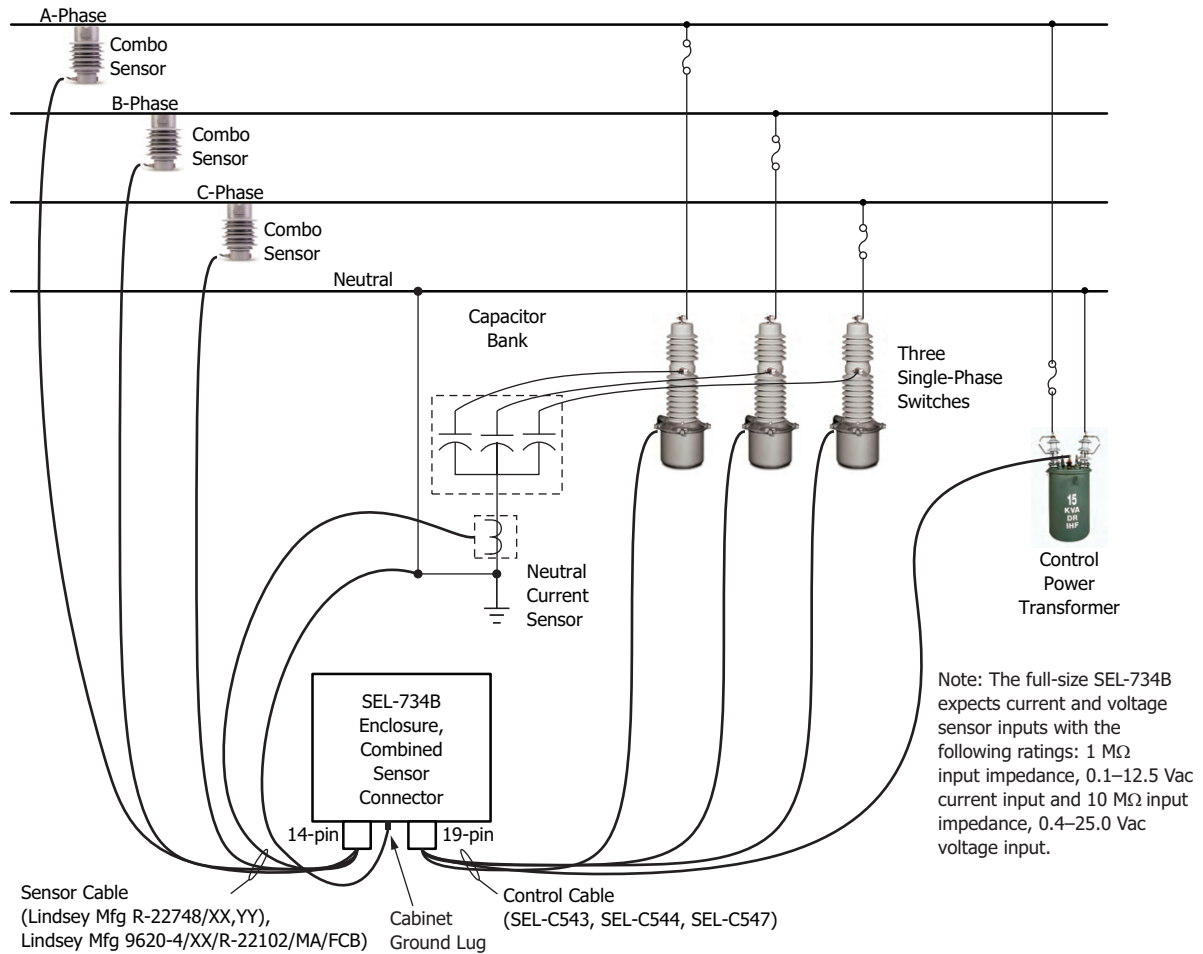 A-Phase
Combo
Sensor
B-Phase
Combo
Sensor
C-Phase
Combo
Sensor
Neutral
Capacitor
Bank
Three
Single-Phase
Switches
15
KVA
DR
IHF
Control
Power
Transformer
Neutral
Current
Sensor
SEL-734B
Enclosure,
Combined
Sensor
Connector
14-pin
19-pin
Note: The full-size SEL-734B
expects current and voltage
sensor inputs with the
following ratings: 1 MΩ
input impedance, 0.1–12.5 Vac
current input and 10 MΩ input
impedance, 0.4–25.0 Vac
voltage input.
Sensor Cable
(Lindsey Mfg R-22748/XX,YY),
Lindsey Mfg 9620-4/XX/R-22102/MA/FCB)
Cabinet
Ground Lug
Control Cable
(SEL-C543, SEL-C544, SEL-C547)